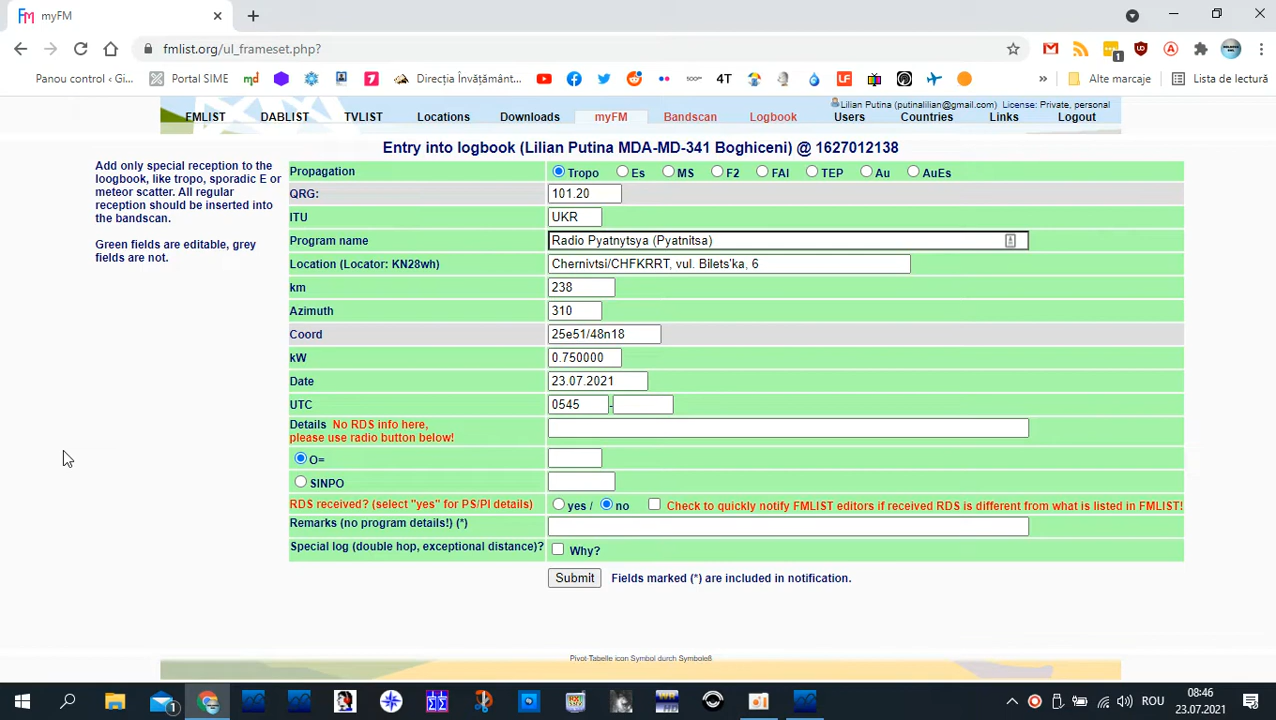 myFM
fmlist.org/ul_frameset.php?
1
Panou control ‹ Gi...
Portal SIME
md
Direcția Învățământ...
500px
4T
LF
»
Alte marcaje
Lista de lectură
Lilian Putina (putinalilian@gmail.com) License: Private, personal
FMLIST
DABLIST
TVLIST
Locations
Downloads
myFM
Bandscan
Logbook
Users
Countries
Links
Logout
Entry into logbook (Lilian Putina MDA-MD-341 Boghiceni) @ 1627012138
Add only special reception to the
loogbook, like tropo, sporadic E or
meteor scatter. All regular
reception should be inserted into
the bandscan.
Green fields are editable, grey
fields are not.
Propagation Tropo Es MS F2 FAI TEP Au AuEs
QRG: 101.20
ITU UKR
Program name Radio Pyatnytsya (Pyatnitsa)
Location (Locator: KN28wh) Chernivtsi/CHFKRRT, vul. Bilets'ka, 6
km 238
Azimuth 310
Coord 25e51/48n18
kW 0.750000
Date 23.07.2021
UTC 0545 -
Details No RDS info here,
please use radio button below!
O=
SINPO
RDS received? (select "yes" for PS/PI details) yes / no Check to quickly notify FMLIST editors if received RDS is different from what is listed in FMLIST!
Remarks (no program details!) (*)
Special log (double hop, exceptional distance)? Why?
Submit Fields marked (*) are included in notification.
Pivot-Tabelle icon Symbol durch Symboleß
1
ROU
08:46
23.07.2021